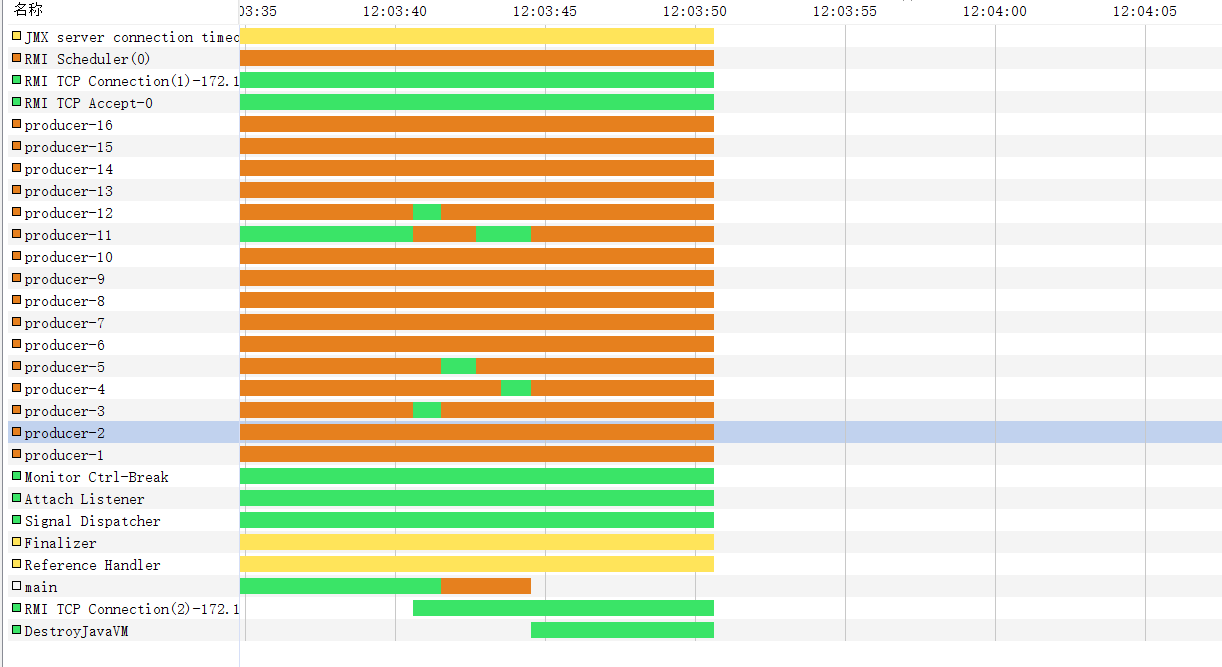 名称
03:35 12:03:40 12:03:45 12:03:50 12:03:55 12:04:00 12:04:05
JMX server connection timeo
RMI Scheduler(0)
RMI TCP Connection(1)-172.1
RMI TCP Accept-0
producer-16
producer-15
producer-14
producer-13
producer-12
producer-11
producer-10
producer-9
producer-8
producer-7
producer-6
producer-5
producer-4
producer-3
producer-2
producer-1
Monitor Ctrl-Break
Attach Listener
Signal Dispatcher
Finalizer
Reference Handler
main
RMI TCP Connection(2)-172.1
DestroyJavaVM